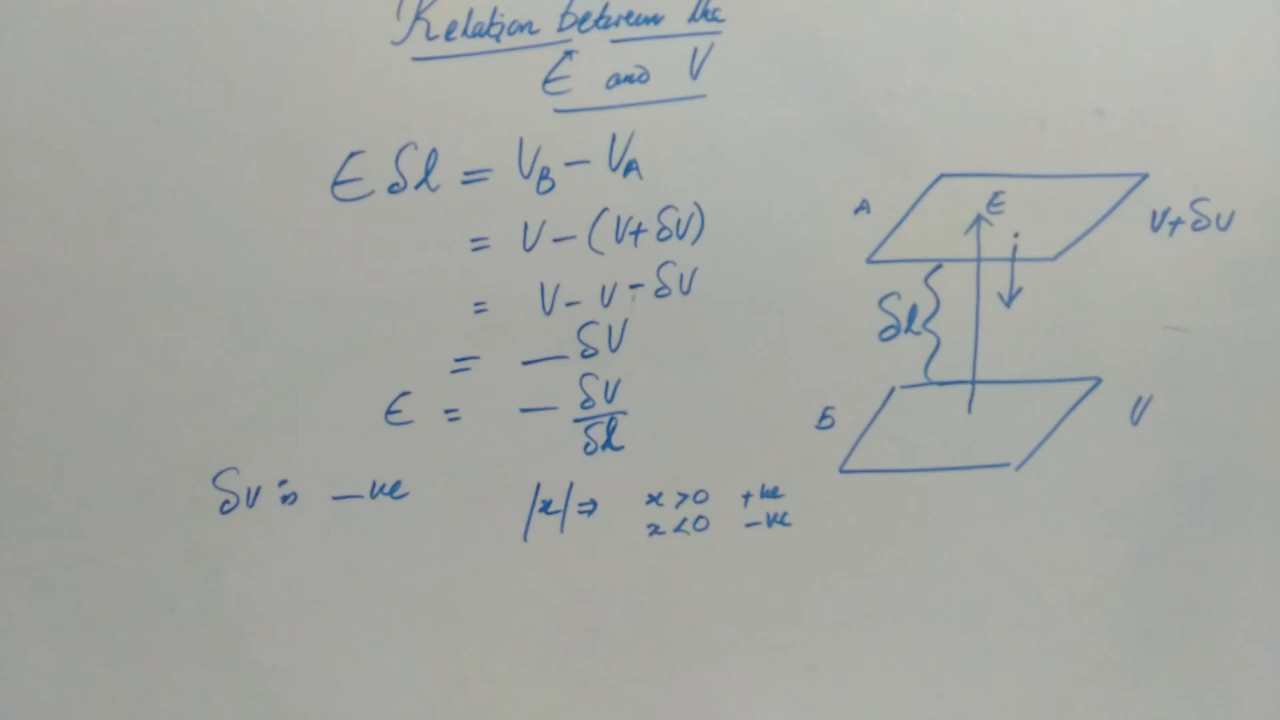 Relation between the
E and V
E δl = V_B − V_A
= V − (V + δV)
= V − V − δV
= − δV
E = − δV/δl
δV is −ve
|x| ⇒ x > 0 +ve
x < 0 −ve
A
E
V + δV
δl
B
V